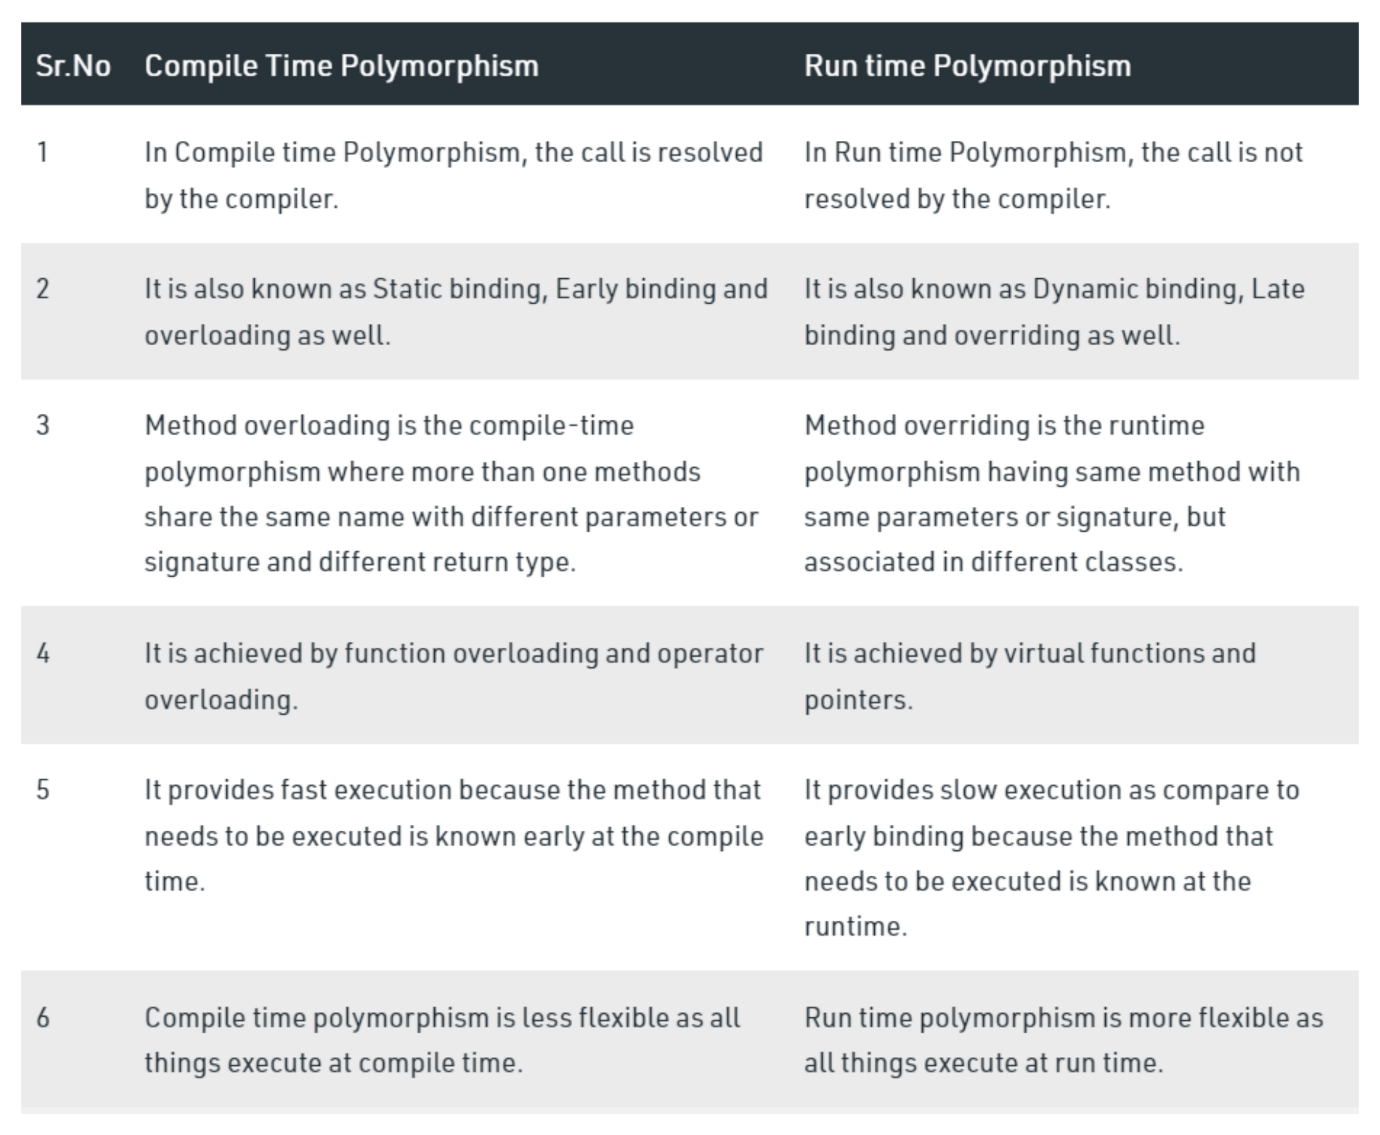 Sr.No Compile Time Polymorphism Run time Polymorphism
1 In Compile time Polymorphism, the call is resolved In Run time Polymorphism, the call is not
by the compiler. resolved by the compiler.
2 It is also known as Static binding, Early binding and It is also known as Dynamic binding, Late
overloading as well. binding and overriding as well.
3 Method overloading is the compile-time Method overriding is the runtime
polymorphism where more than one methods polymorphism having same method with
share the same name with different parameters or same parameters or signature, but
signature and different return type. associated in different classes.
4 It is achieved by function overloading and operator It is achieved by virtual functions and
overloading. pointers.
5 It provides fast execution because the method that It provides slow execution as compare to
needs to be executed is known early at the compile early binding because the method that
time. needs to be executed is known at the
runtime.
6 Compile time polymorphism is less flexible as all Run time polymorphism is more flexible as
things execute at compile time. all things execute at run time.